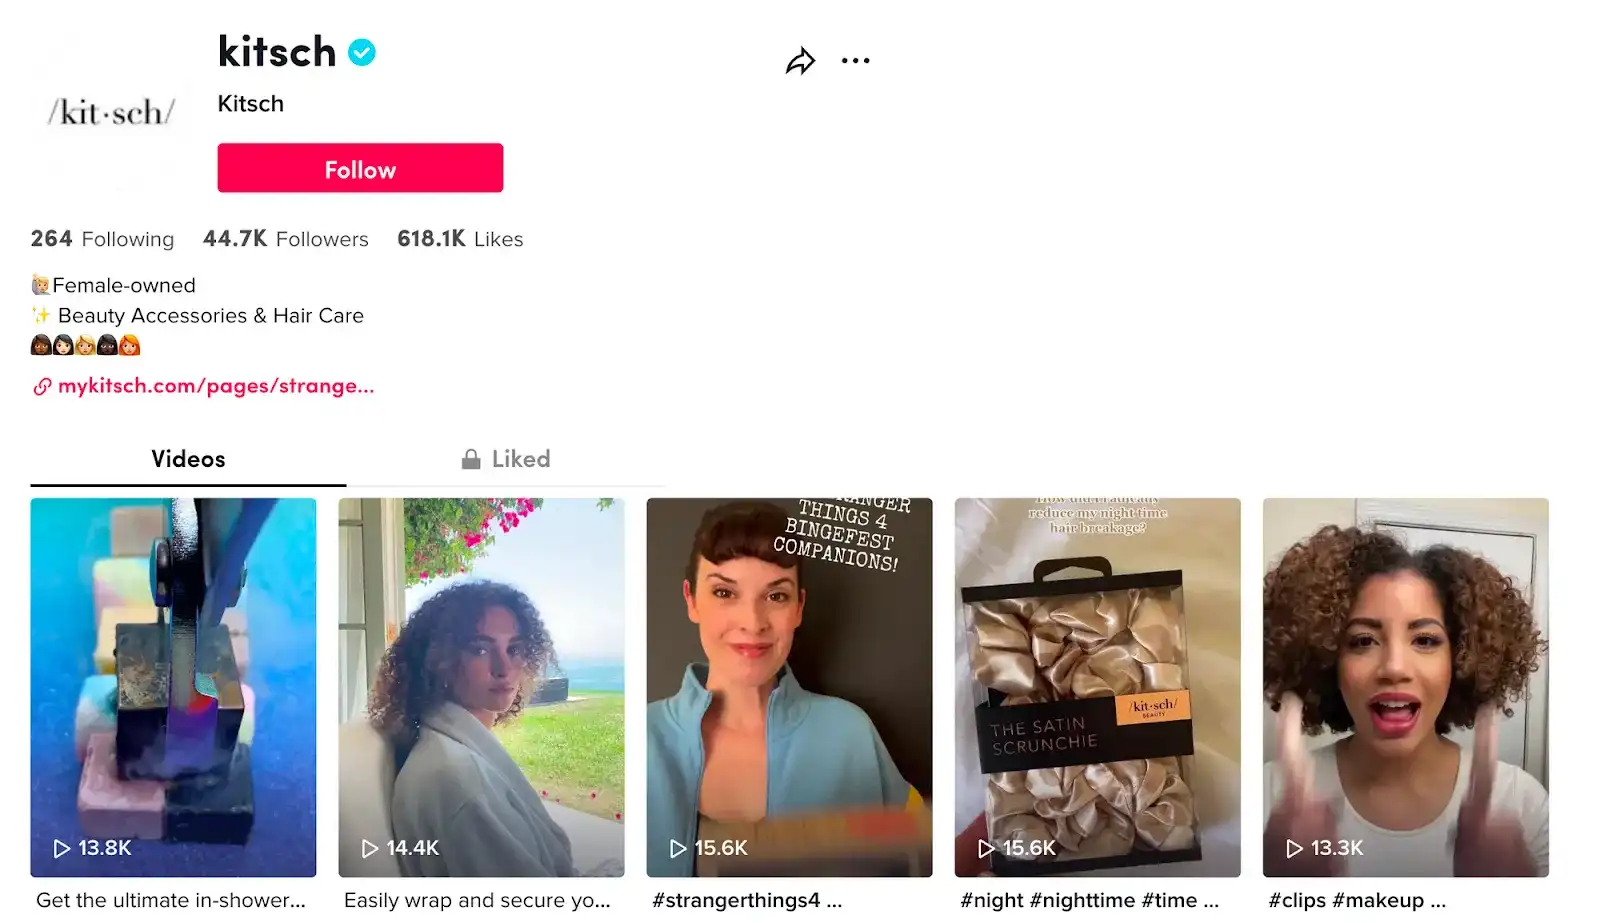 kitsch
/kit·sch/
Kitsch
Follow
264 Following 44.7K Followers 618.1K Likes
Female-owned
Beauty Accessories & Hair Care
mykitsch.com/pages/strange...
Videos
Liked
13.8K
Get the ultimate in-shower...
14.4K
Easily wrap and secure yo...
THINGS 4
BINGEFEST
COMPANIONS!
15.6K
#strangerthings4 ...
reduce my night time
hair breakage?
/kit·sch/
BEAUTY
THE SATIN
SCRUNCHIE
15.6K
#night #nighttime #time ...
13.3K
#clips #makeup ...